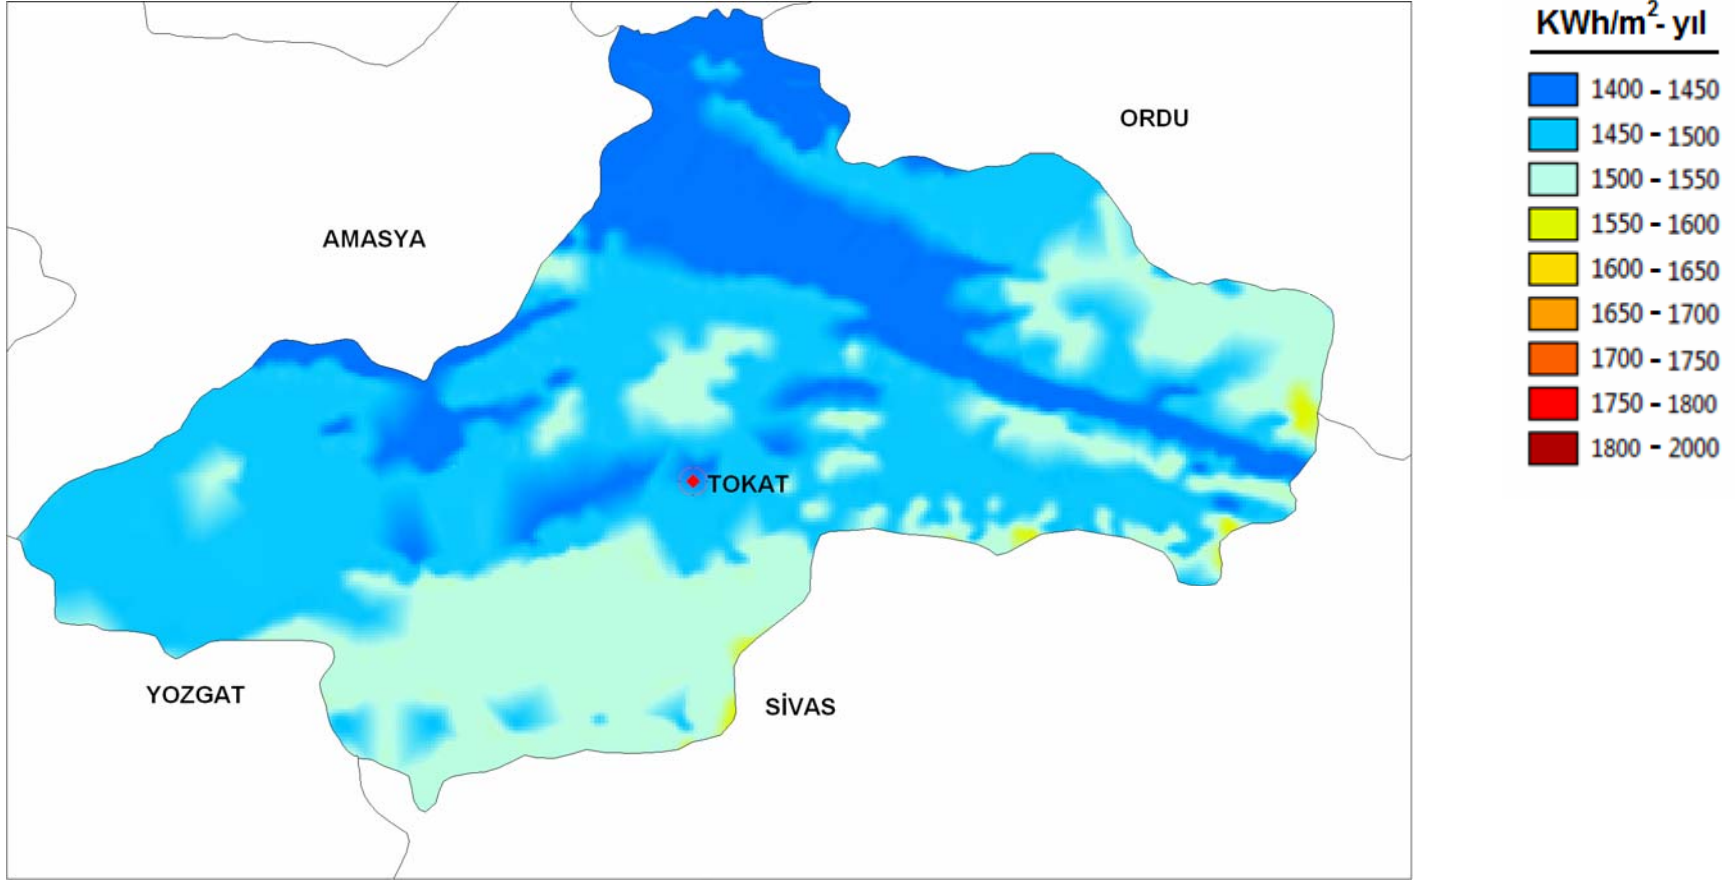 KWh/m²- yıl
1400 - 1450
1450 - 1500
1500 - 1550
1550 - 1600
1600 - 1650
1650 - 1700
1700 - 1750
1750 - 1800
1800 - 2000
ORDU
AMASYA
TOKAT
YOZGAT
SİVAS